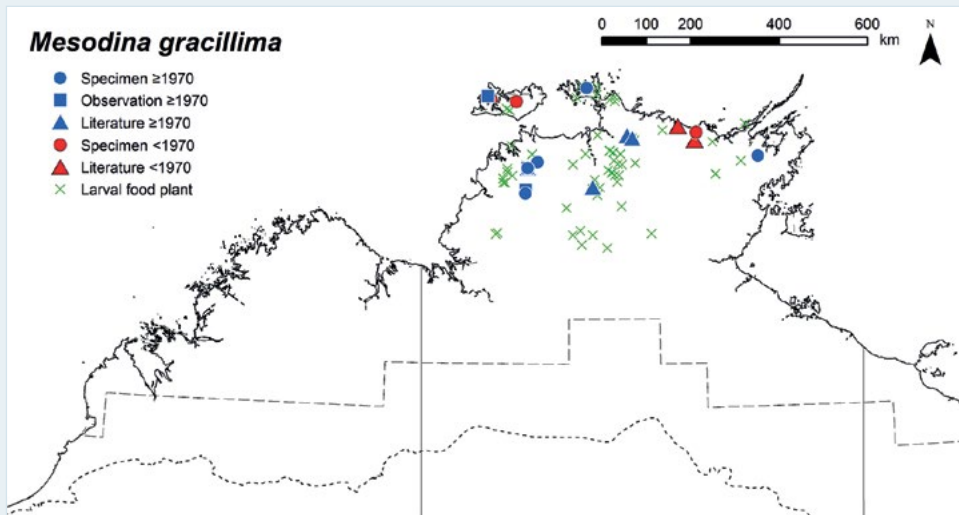 Mesodina gracillima
Specimen ≥1970
Observation ≥1970
Literature ≥1970
Specimen <1970
Literature <1970
Larval food plant
0 100 200 400 600
km
N